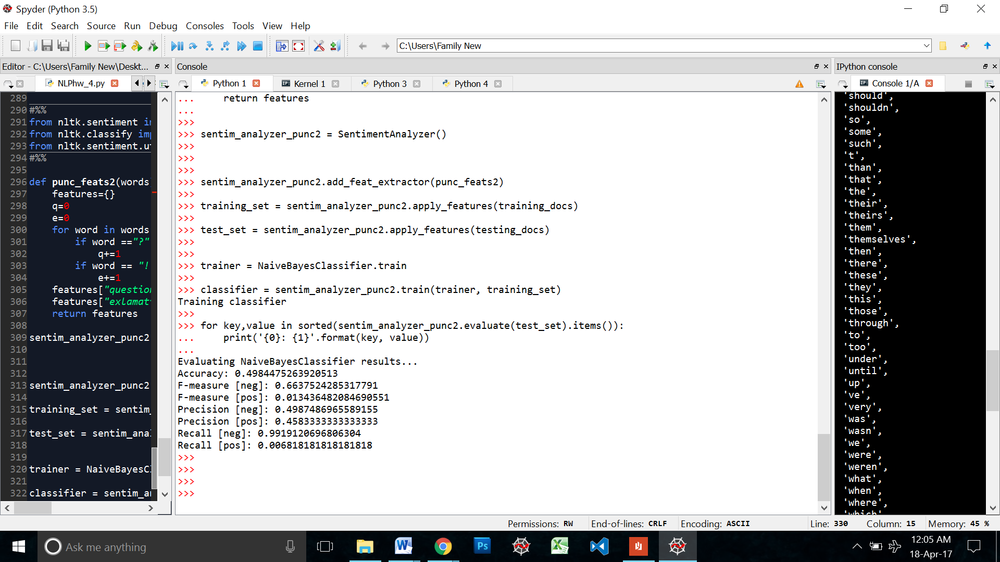 Spyder (Python 3.5)
File Edit Search Source Run Debug Consoles Tools View Help
C:\Users\Family New
Editor - C:\Users\Family New\Deskt...
NLPhw_4.py
289
290 #%%
291 from nltk.sentiment
292 from nltk.classify
293 from nltk.sentiment.
294 #%%
295
296 def punc_feats2(words
297 features={}
298 q=0
299 e=0
300 for word in words
301 if word =="?"
302 q+=1
303 if word == "!
304 e+=1
305 features["question
306 features["exlamat
307 return features
308
309 sentim_analyzer_punc2
310
311
312
313 sentim_analyzer_punc2
314
315 training_set = sentim_
316
317 test_set = sentim_anal
318
319
320 trainer = NaiveBayesC
321
322 classifier = sentim_a
Console
Python 1 Kernel 1 Python 3 Python 4
... return features
...
>>>
>>> sentim_analyzer_punc2 = SentimentAnalyzer()
>>>
>>>
>>>
>>> sentim_analyzer_punc2.add_feat_extractor(punc_feats2)
>>>
>>> training_set = sentim_analyzer_punc2.apply_features(training_docs)
>>>
>>> test_set = sentim_analyzer_punc2.apply_features(testing_docs)
>>>
>>>
>>> trainer = NaiveBayesClassifier.train
>>>
>>> classifier = sentim_analyzer_punc2.train(trainer, training_set)
Training classifier
>>>
>>> for key,value in sorted(sentim_analyzer_punc2.evaluate(test_set).items()):
... print('{0}: {1}'.format(key, value))
...
Evaluating NaiveBayesClassifier results...
Accuracy: 0.4984475263920513
F-measure [neg]: 0.6637524285317791
F-measure [pos]: 0.013436482084690551
Precision [neg]: 0.4987486965589155
Precision [pos]: 0.4583333333333333
Recall [neg]: 0.9919120696806304
Recall [pos]: 0.006818181818181818
>>>
>>>
>>>
>>>
IPython console
Console 1/A
'should',
'shouldn',
'so',
'some',
'such',
't',
'than',
'that',
'the',
'their',
'theirs',
'them',
'themselves',
'then',
'there',
'these',
'they',
'this',
'those',
'through',
'to',
'too',
'under',
'until',
'up',
've',
'very',
'was',
'wasn',
'we',
'were',
'weren',
'what',
'when',
'where',
'which',
Permissions: RW End-of-lines: CRLF Encoding: ASCII Line: 330 Column: 15 Memory: 45 %
Ask me anything
12:05 AM
18-Apr-17